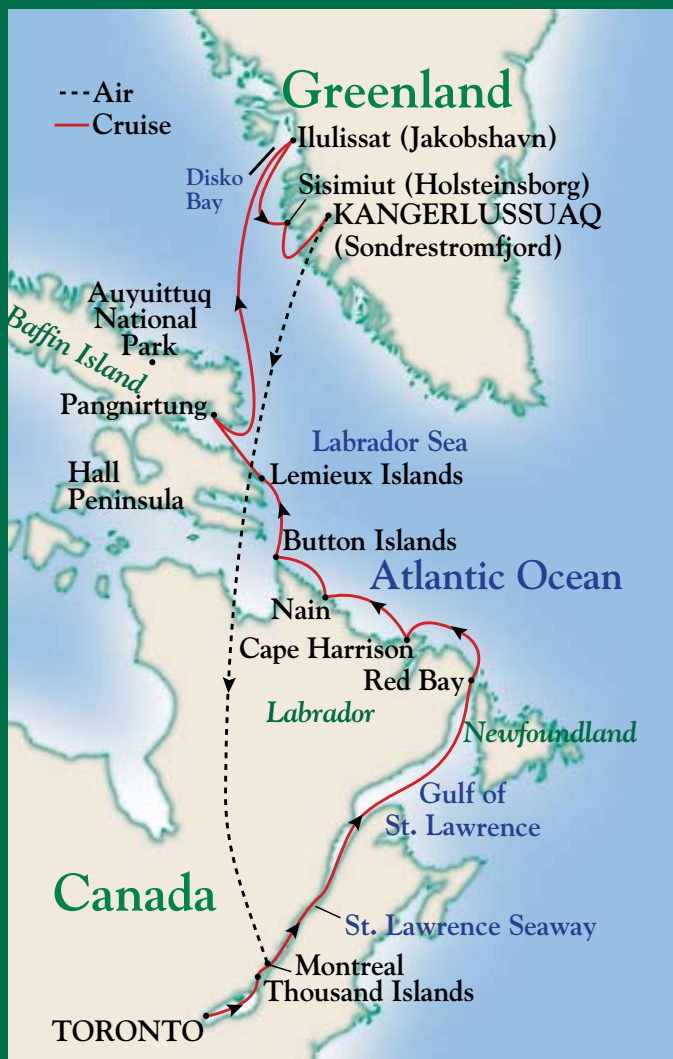 Greenland
Air
Cruise
Ilulissat (Jakobshavn)
Disko
Bay
Sisimiut (Holsteinsborg)
KANGERLUSSUAQ
(Sondrestromfjord)
Auyuittuq
National
Park
Baffin Island
Pangnirtung
Labrador Sea
Hall
Peninsula
Lemieux Islands
Button Islands
Atlantic Ocean
Nain
Cape Harrison
Red Bay
Labrador
Newfoundland
Gulf of
St. Lawrence
Canada
St. Lawrence Seaway
Montreal
Thousand Islands
TORONTO